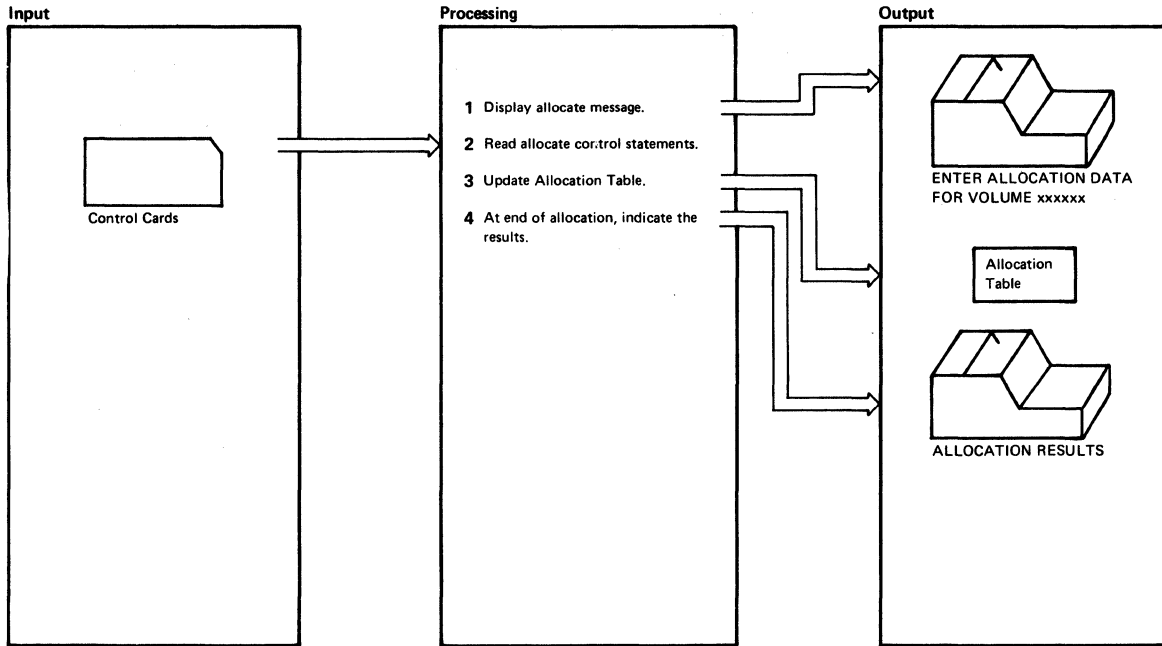 Input
Processing
Output
Control Cards
1 Display allocate message.
2 Read allocate control statements.
3 Update Allocation Table.
4 At end of allocation, indicate the
results.
ENTER ALLOCATION DATA
FOR VOLUME xxxxxx
Allocation
Table
ALLOCATION RESULTS